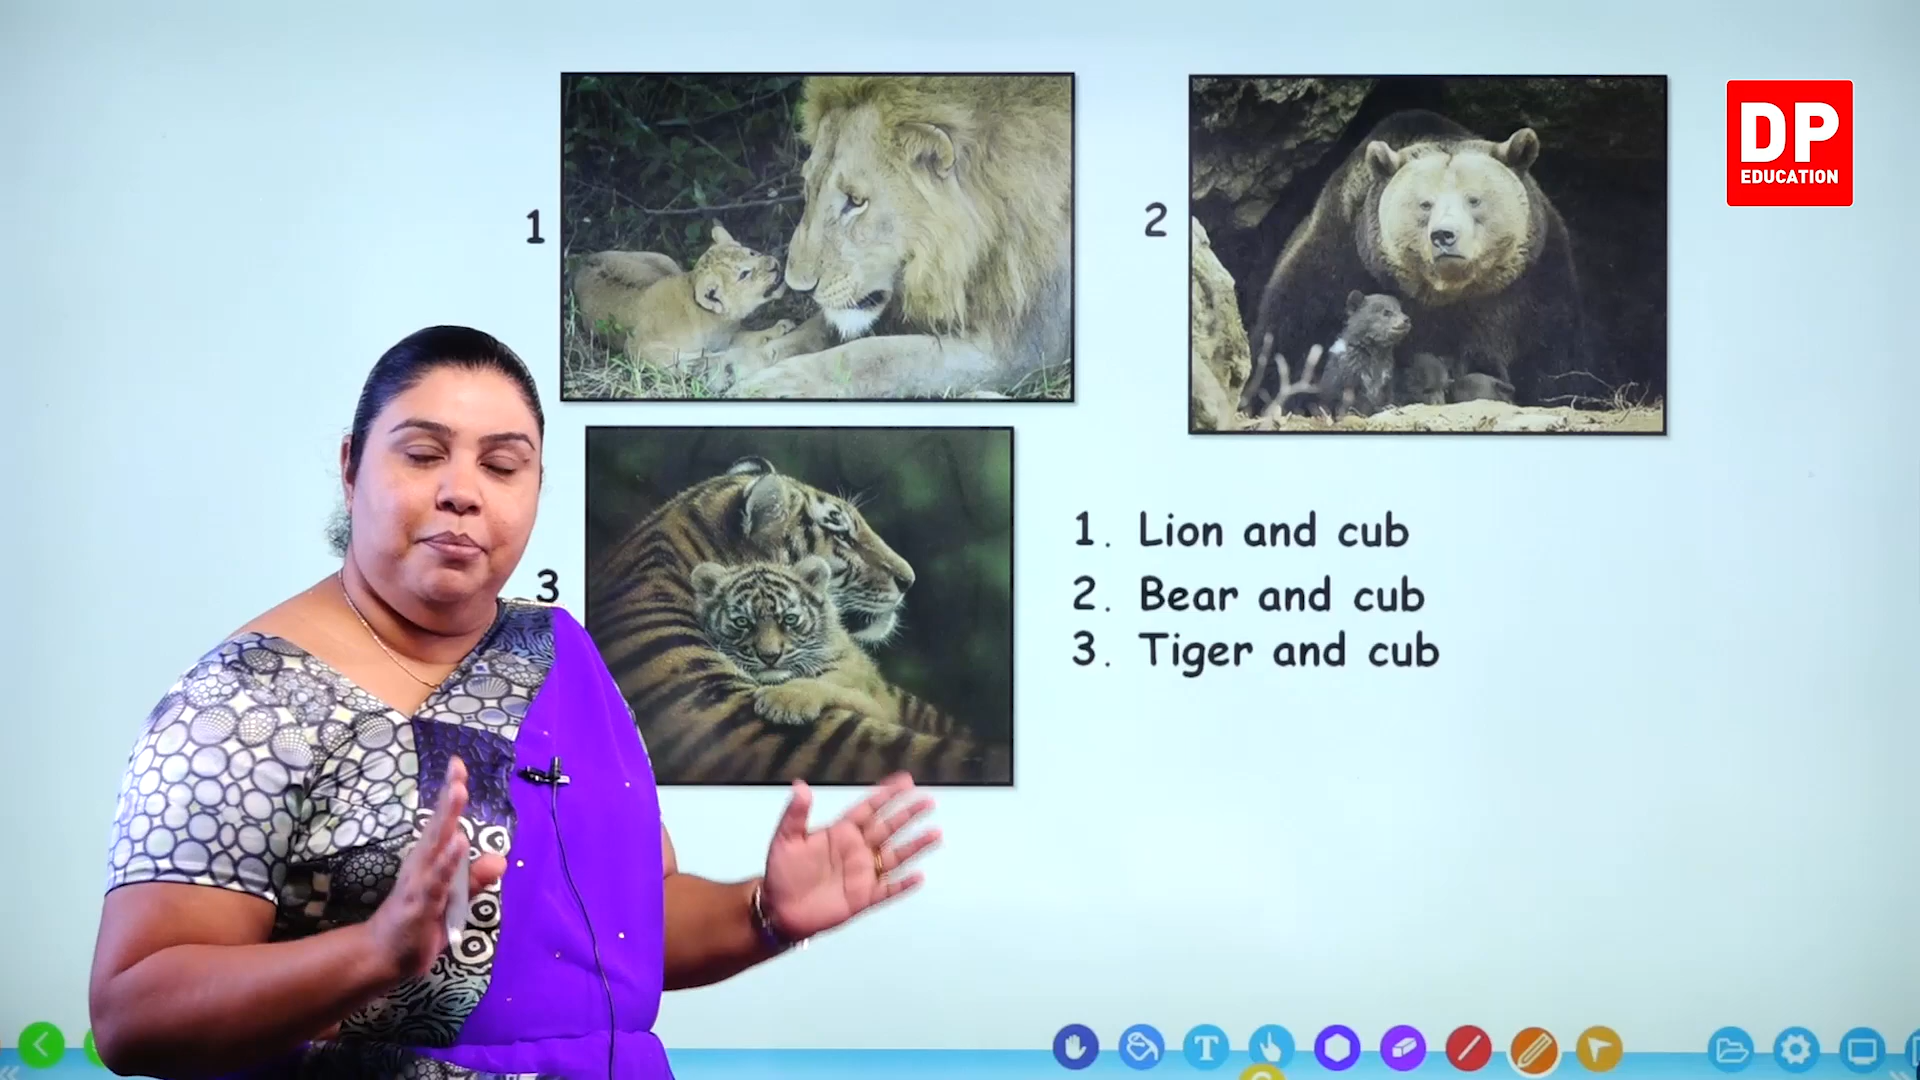 DP
EDUCATION
1
2
3
1. Lion and cub
2. Bear and cub
3. Tiger and cub
T